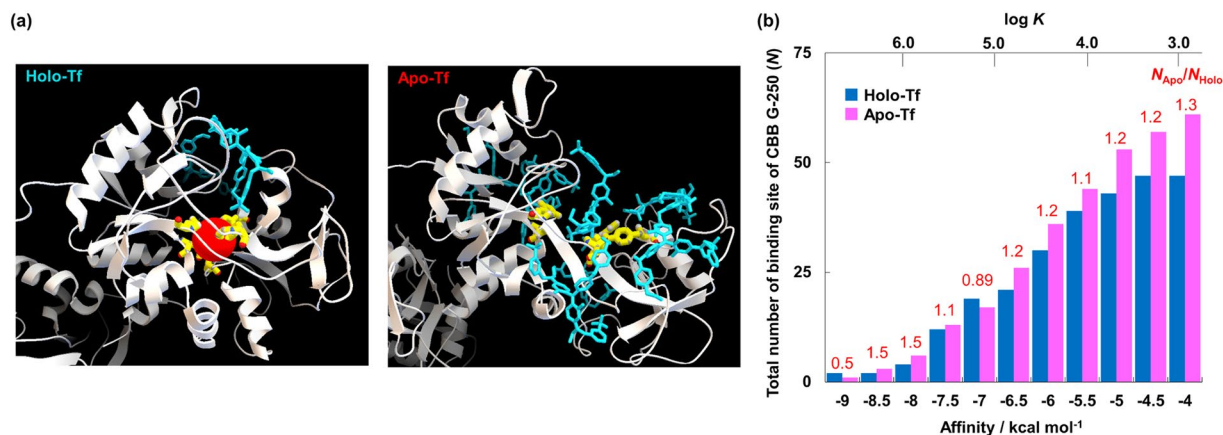 (a)
Holo-Tf
Apo-Tf
(b)
log K
6.0 5.0 4.0 3.0
Total number of binding site of CBB G-250 (N)
75
50
25
0
N_Apo/N_Holo
Holo-Tf
Apo-Tf
0.5 1.5 1.5 1.1 0.89 1.2 1.2 1.1 1.2 1.2 1.3
-9 -8.5 -8 -7.5 -7 -6.5 -6 -5.5 -5 -4.5 -4
Affinity / kcal mol⁻¹